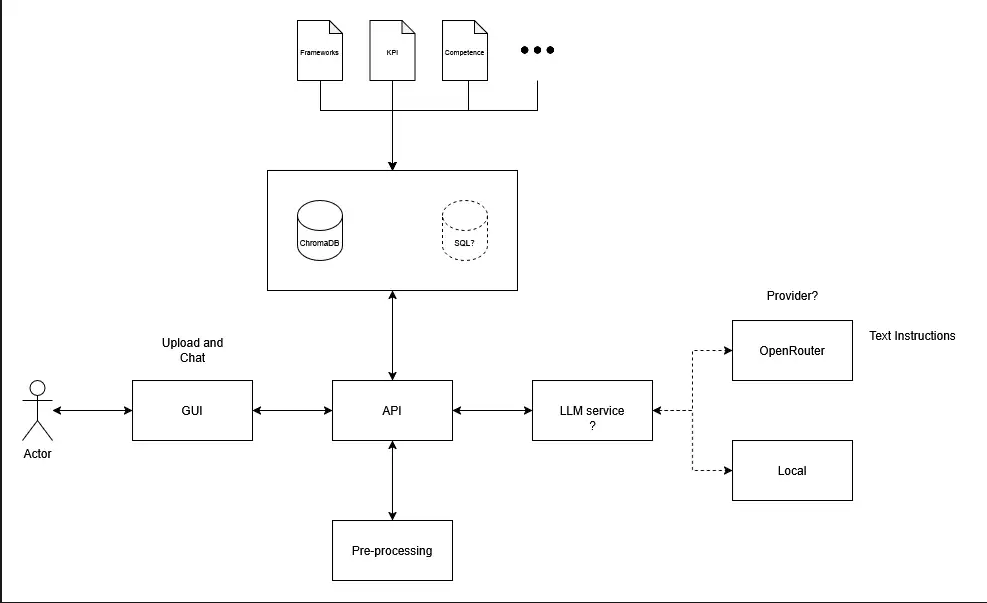 Frameworks
KPI
Competence
ChromaDB
SQL?
Provider?
OpenRouter
Text Instructions
Upload and
Chat
GUI
API
LLM service
?
Actor
Local
Pre-processing